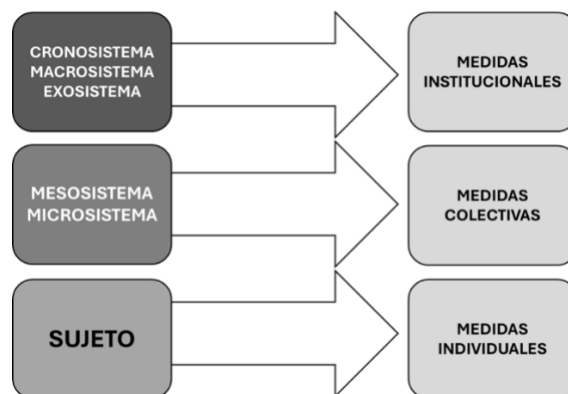 CRONOSISTEMA
MACROSISTEMA
EXOSISTEMA
MEDIDAS
INSTITUCIONALES
MESOSISTEMA
MICROSISTEMA
MEDIDAS
COLECTIVAS
SUJETO
MEDIDAS
INDIVIDUALES